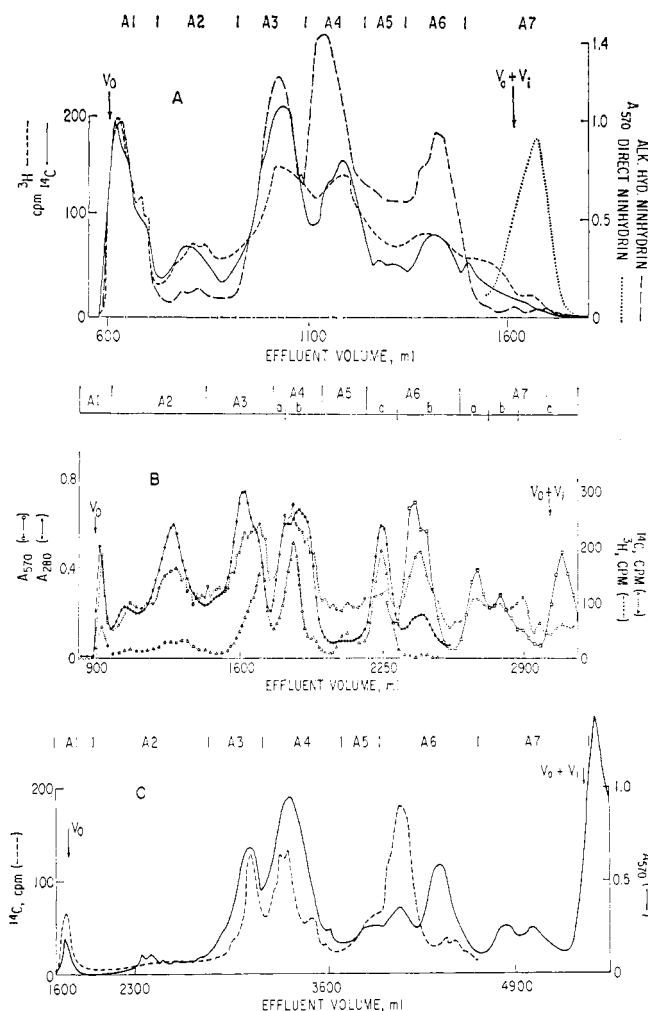 A1 A2 A3 A4 A5 A6 A7
V₀
A
V₀ + Vᵢ
200
100
0
³H -----
cpm ¹⁴C ——
1.4
1.0
0.5
0
A₅₇₀ DIRECT NINHYDRIN ········
ALK. HYD. NINHYDRIN — —
600 1100 1600
EFFLUENT VOLUME, ml
A1 A2 A3 A4 A5 A6 A7
a b a b a b c
B
V₀
V₀ + Vᵢ
0.8
0.4
0
A₅₇₀
A₂₈₀
300
200
100
0
¹⁴C, CPM
³H, CPM
900 1600 2250 2900
EFFLUENT VOLUME, ml
A1 A2 A3 A4 A5 A6 A7
C
V₀
V₀ + Vᵢ
200
100
0
¹⁴C, cpm (----)
1.0
0.5
0
A₅₇₀ (——)
1600 2300 3600 4900
EFFLUENT VOLUME, ml